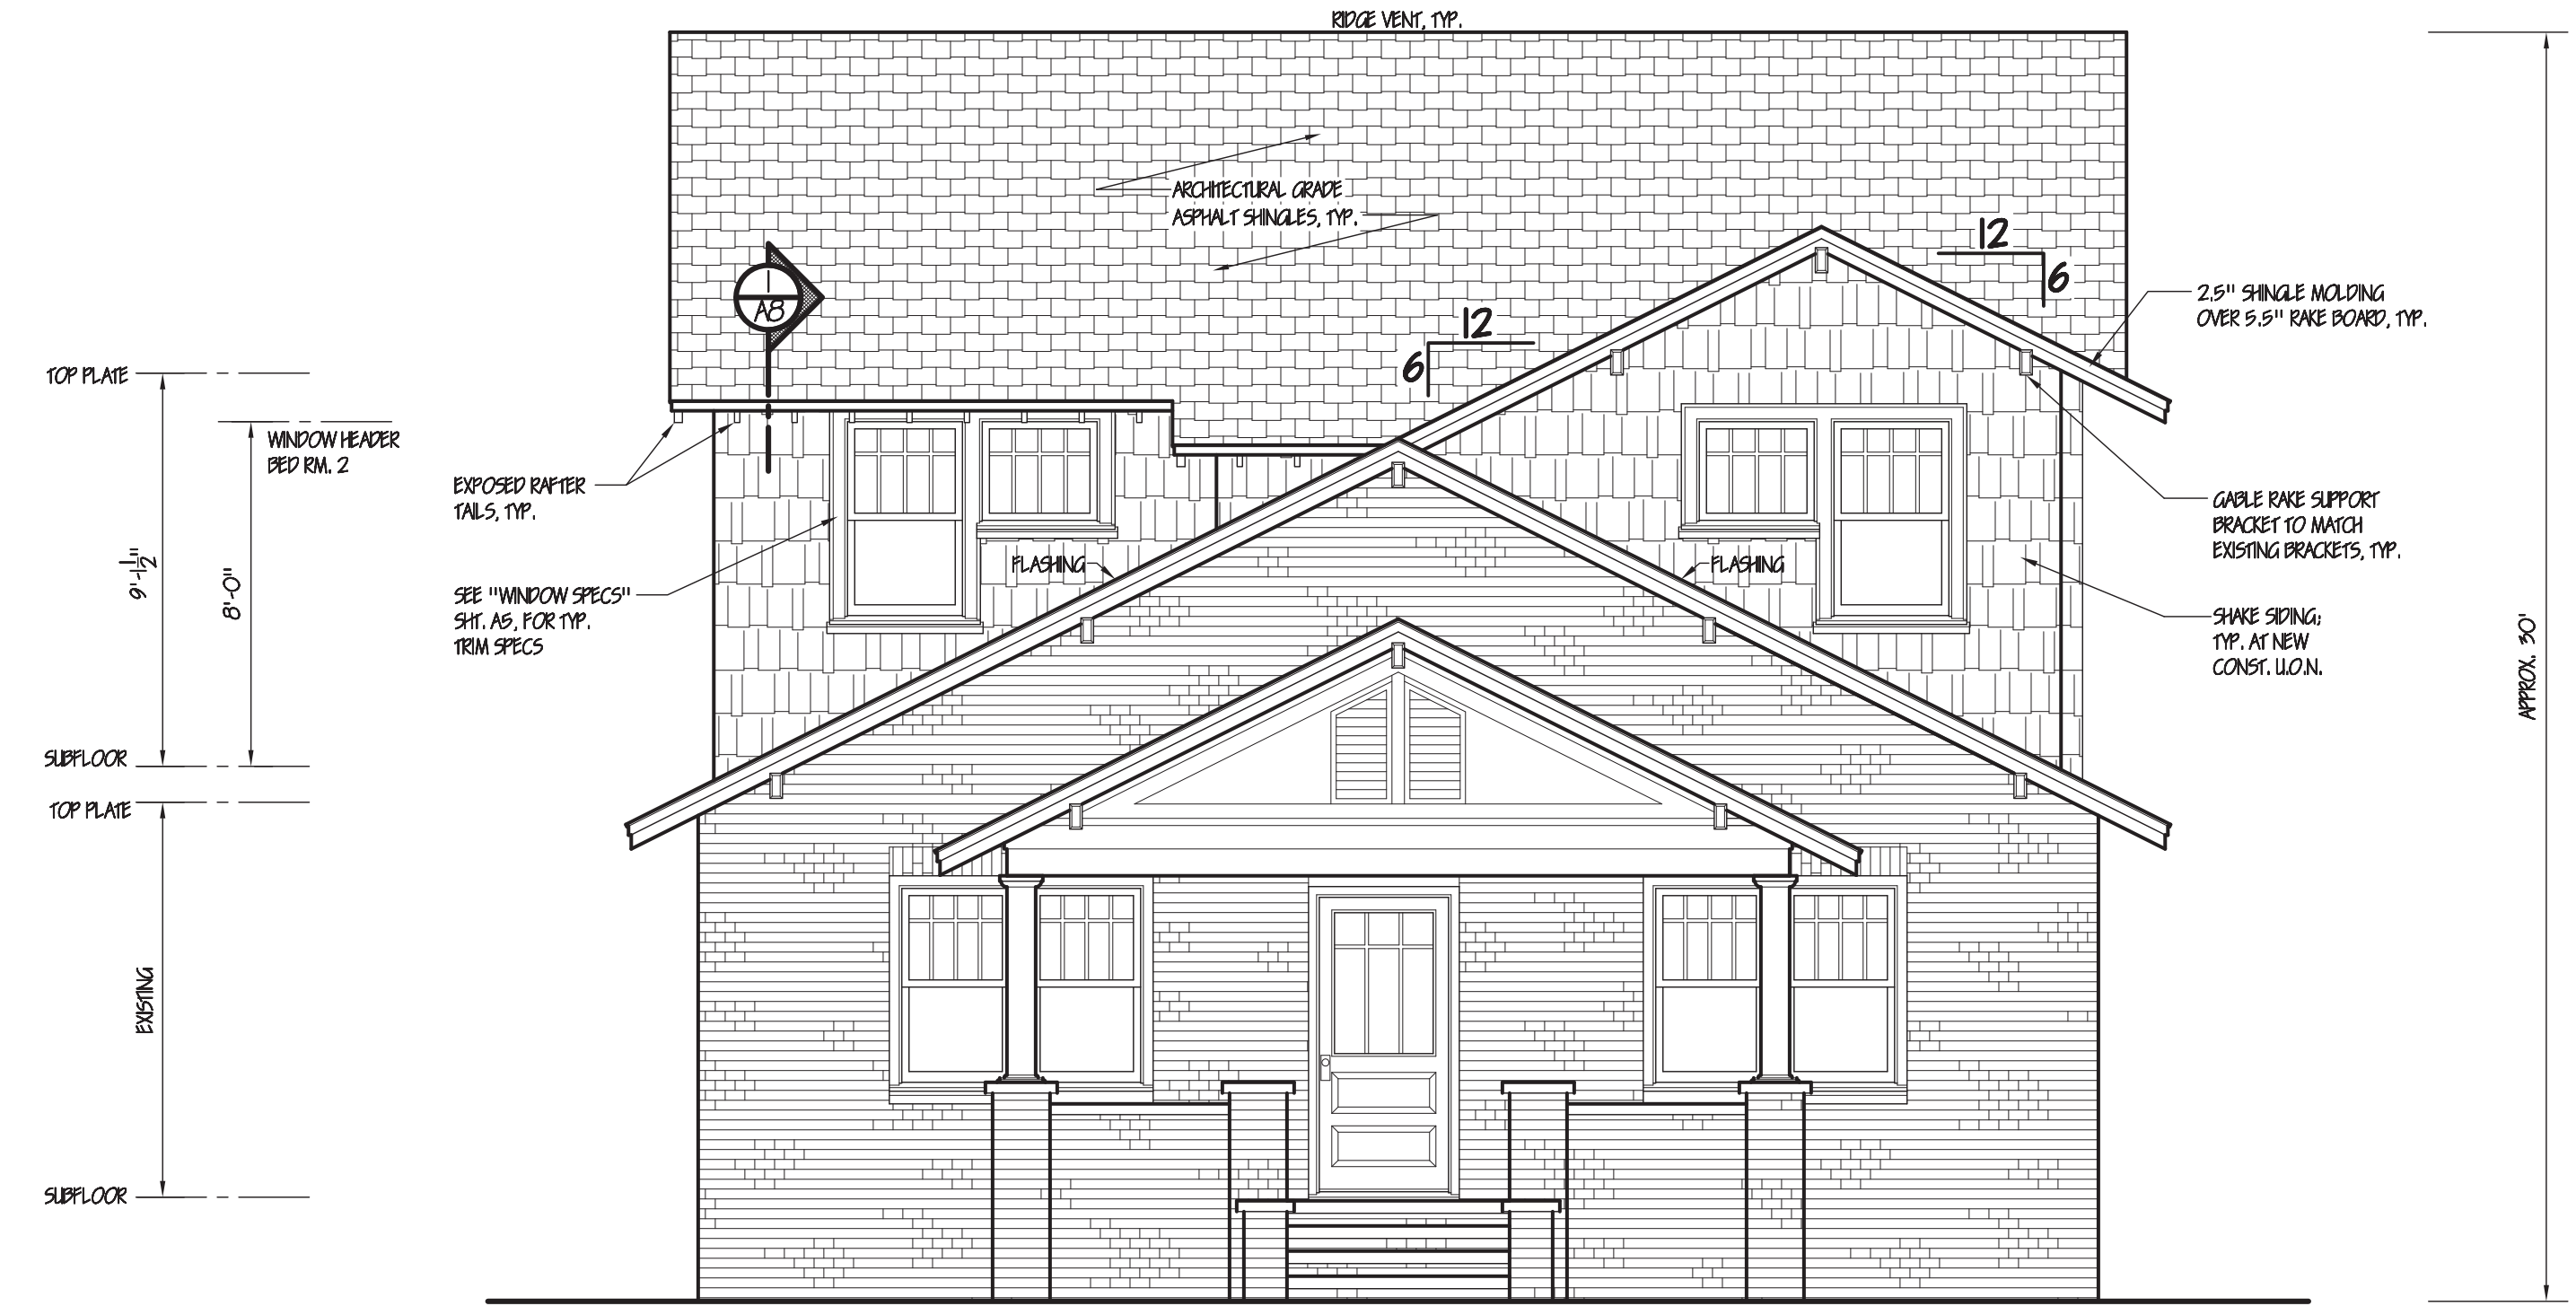 RIDGE VENT, TYP.
ARCHITECTURAL GRADE
ASPHALT SHINGLES, TYP.
12
6
12
6
1
A8
2.5" SHINGLE MOLDING
OVER 5.5" RAKE BOARD, TYP.
TOP PLATE
WINDOW HEADER
BED RM. 2
EXPOSED RAFTER
TAILS, TYP.
GABLE RAKE SUPPORT
BRACKET TO MATCH
EXISTING BRACKETS, TYP.
9'-1 1/2"
8'-0"
FLASHING
FLASHING
SEE "WINDOW SPECS"
SHT. A5, FOR TYP.
TRIM SPECS
SHAKE SIDING;
TYP. AT NEW
CONST. U.O.N.
APPROX. 30'
SUBFLOOR
TOP PLATE
EXISTING
SUBFLOOR